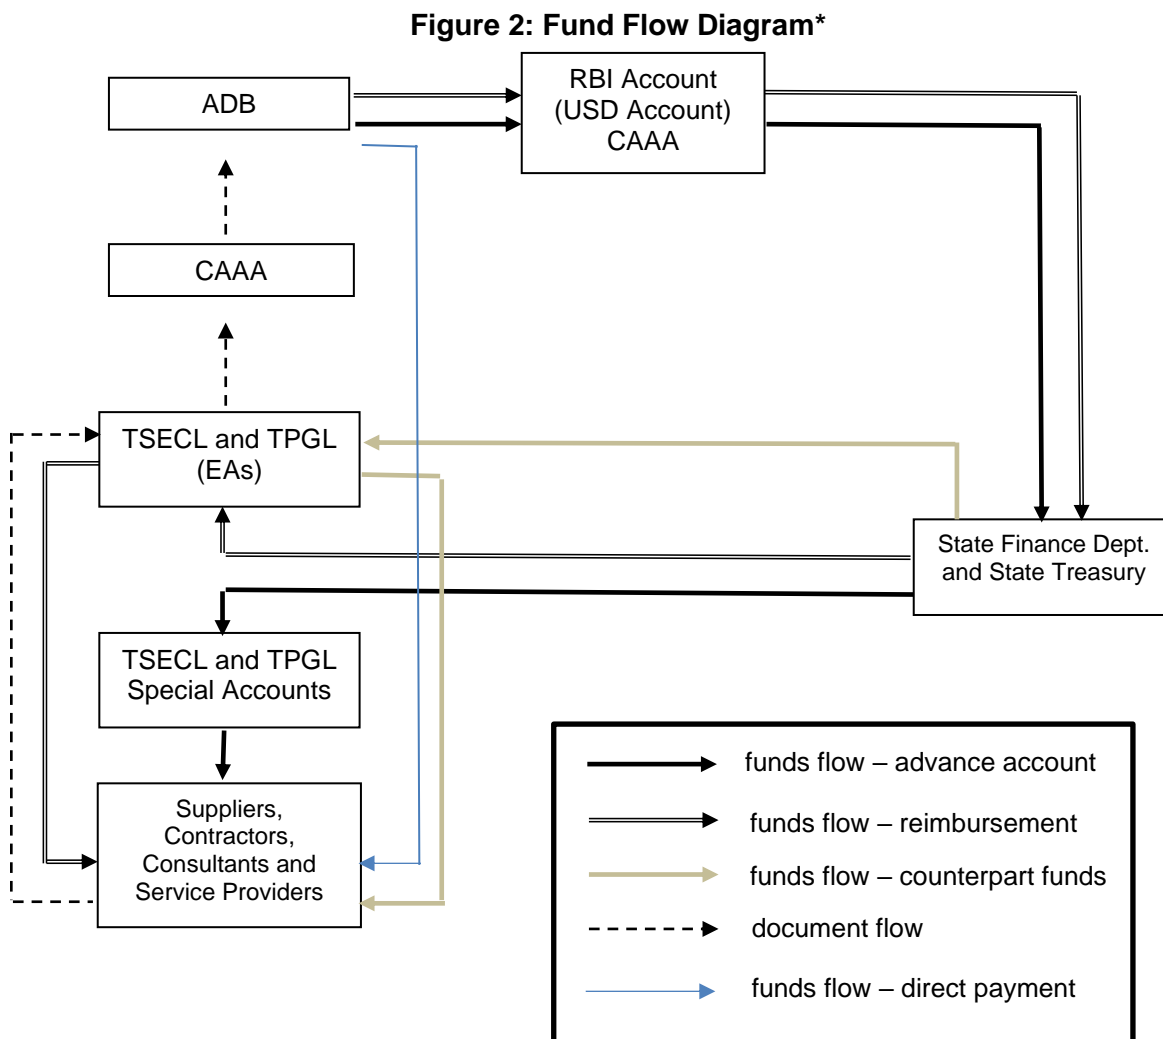 Figure 2: Fund Flow Diagram*
ADB
RBI Account
(USD Account)
CAAA
CAAA
TSECL and TPGL
(EAs)
State Finance Dept.
and State Treasury
TSECL and TPGL
Special Accounts
Suppliers,
Contractors,
Consultants and
Service Providers
funds flow – advance account
funds flow – reimbursement
funds flow – counterpart funds
document flow
funds flow – direct payment